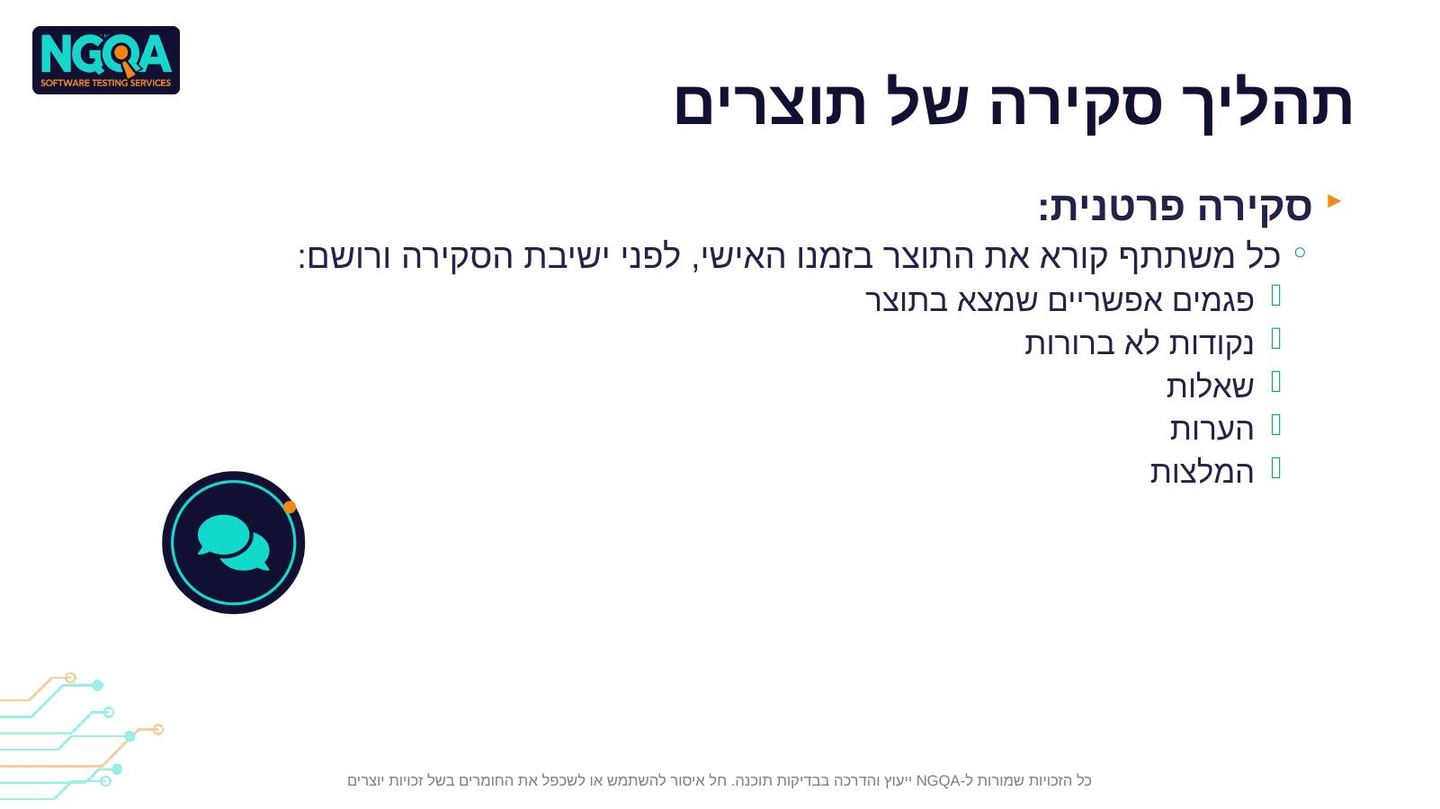 NGQA
SOFTWARE TESTING SERVICES
תהליך סקירה של תוצרים
סקירה פרטנית:
כל משתתף קורא את התוצר בזמנו האישי, לפני ישיבת הסקירה ורושם:
פגמים אפשריים שמצא בתוצר
נקודות לא ברורות
שאלות
הערות
המלצות
כל הזכויות שמורות ל-NGQA ייעוץ והדרכה בבדיקות תוכנה. חל איסור להשתמש או לשכפל את החומרים בשל זכויות יוצרים